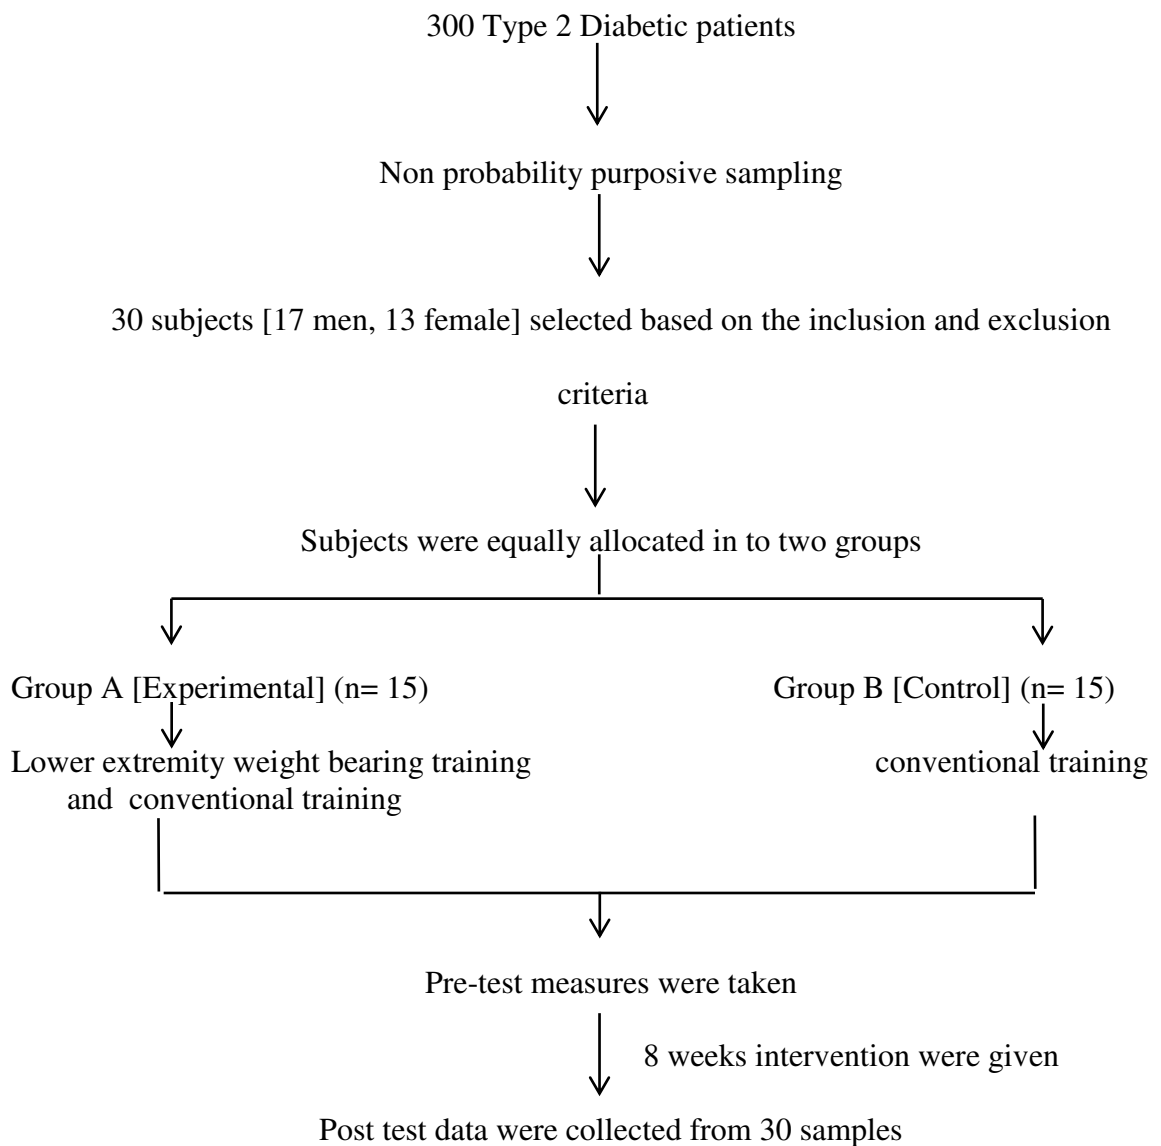 300 Type 2 Diabetic patients
Non probability purposive sampling
30 subjects [17 men, 13 female] selected based on the inclusion and exclusion
criteria
Subjects were equally allocated in to two groups
Group A [Experimental] (n= 15)
Group B [Control] (n= 15)
Lower extremity weight bearing training
and conventional training
conventional training
Pre-test measures were taken
8 weeks intervention were given
Post test data were collected from 30 samples